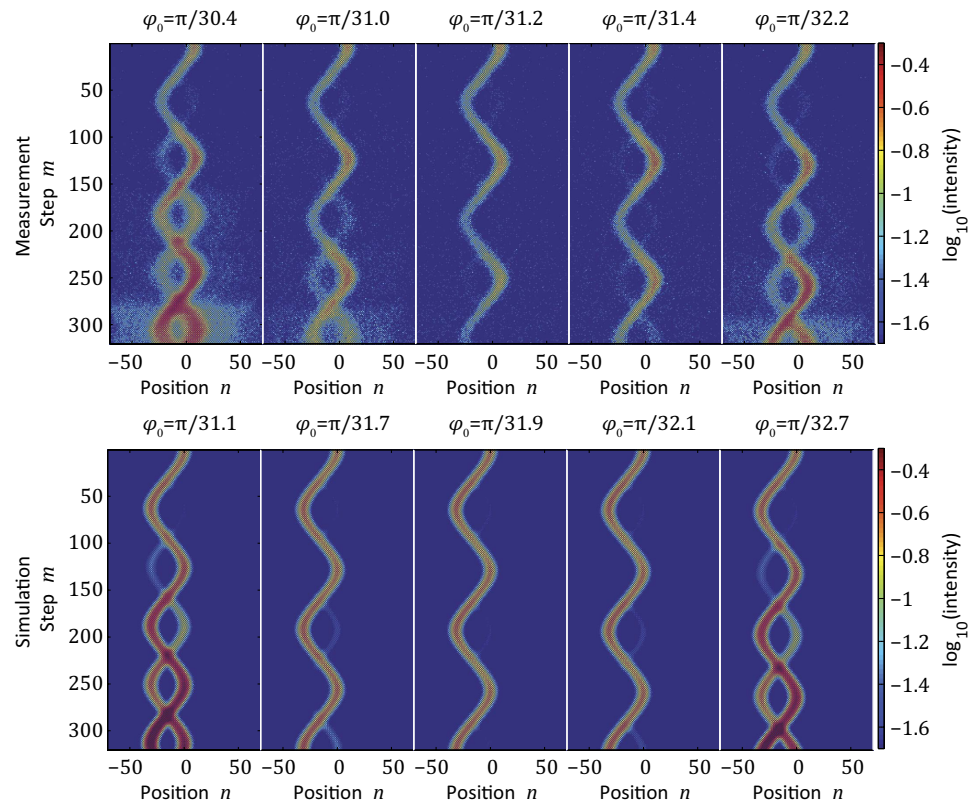 φ₀=π/30.4 φ₀=π/31.0 φ₀=π/31.2 φ₀=π/31.4 φ₀=π/32.2
Measurement
Step m
50
100
150
200
250
300
−50 0 50 −50 0 50 −50 0 50 −50 0 50 −50 0 50
Position n Position n Position n Position n Position n
−0.4
−0.6
−0.8
−1
−1.2
−1.4
−1.6
log₁₀(intensity)
φ₀=π/31.1 φ₀=π/31.7 φ₀=π/31.9 φ₀=π/32.1 φ₀=π/32.7
Simulation
Step m
50
100
150
200
250
300
−50 0 50 −50 0 50 −50 0 50 −50 0 50 −50 0 50
Position n Position n Position n Position n Position n
−0.4
−0.6
−0.8
−1
−1.2
−1.4
−1.6
log₁₀(intensity)